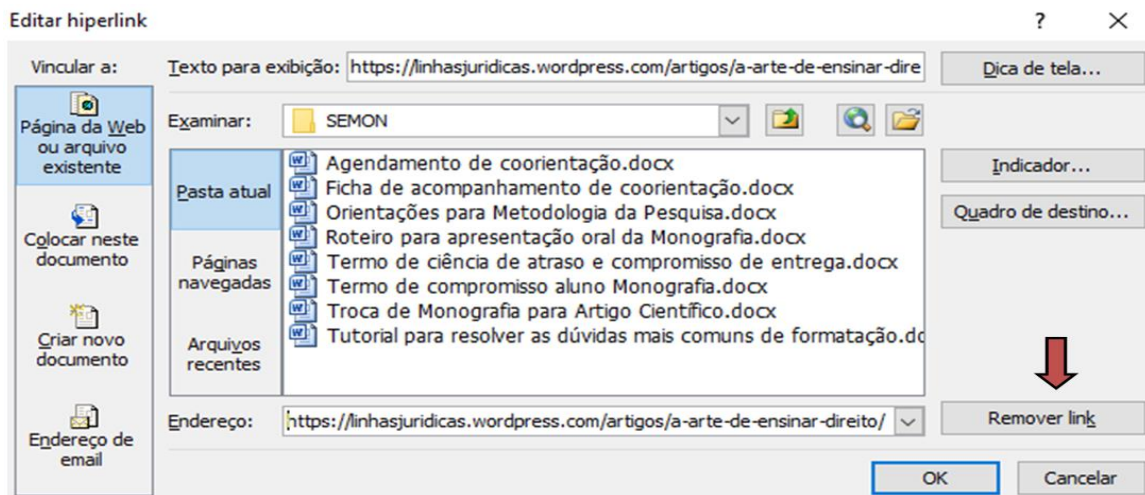 Editar hiperlink
? ×
Vincular a:
Texto para exibição: https://linhasjuridicas.wordpress.com/artigos/a-arte-de-ensinar-dire
Dica de tela...
Página da Web
ou arquivo
existente
Colocar neste
documento
Criar novo
documento
Endereço de
email
Examinar: SEMON
Pasta atual
Páginas
navegadas
Arquivos
recentes
Agendamento de coorientação.docx
Ficha de acompanhamento de coorientação.docx
Orientações para Metodologia da Pesquisa.docx
Roteiro para apresentação oral da Monografia.docx
Termo de ciência de atraso e compromisso de entrega.docx
Termo de compromisso aluno Monografia.docx
Troca de Monografia para Artigo Científico.docx
Tutorial para resolver as dúvidas mais comuns de formatação.do
Indicador...
Quadro de destino...
Endereço: https://linhasjuridicas.wordpress.com/artigos/a-arte-de-ensinar-direito/
Remover link
OK
Cancelar